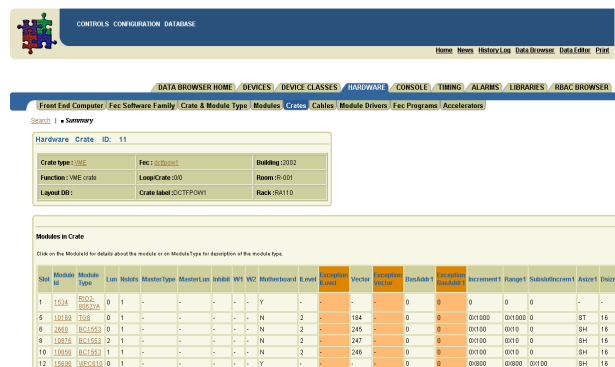 CONTROLS CONFIGURATION DATABASE
Home News History Log Data Browser Data Editor Print
DATA BROWSER HOME DEVICES DEVICE CLASSES HARDWARE CONSOLE TIMING ALARMS LIBRARIES RBAC BROWSER
Front End Computer Fec Software Family Crate & Module Type Modules Crates Cables Module Drivers Fec Programs Accelerators
Search | Summary
Hardware Crate ID: 11
Crate type : VME Fec : dctfpow1 Building :2002
Function : VME crate Loop/Crate :0/0 Room :R-001
Layout DB : Crate label :DCTFPOW1 Rack :RA110
Modules in Crate
Click on the ModuleId for details about the module or on ModuleType for description of the module type.
Slot Module Id Module Type Lun Nslots MasterType MasterLun Inhibit W1 W2 Motherboard ILevel Exception ILevel Vector Exception Vector BasAddr1 Exception BasAddr1 Increment1 Range1 SubslotIncrem1 Asize1 Dsize
1 1534 RIO2-8062YA 0 1 - - - - - Y - - - - 0 0 0 0 0 - -
5 10169 TG8 0 1 - - - - - N 2 - 184 - 0 0 0X1000 0X1000 0 ST 16
6 2668 BC1553 0 1 - - - - - N 2 - 245 - 0 0 0X100 0X10 0 SH 16
8 10876 BC1553 2 1 - - - - - N 2 - 247 - 0 0 0X100 0X10 0 SH 16
10 10856 BC1553 1 1 - - - - - N 2 - 246 - 0 0 0X100 0X10 0 SH 16
12 15696 VIPC616 0 1 - - - - - Y - - - - 0 0 0X800 0X800 0X100 SH 16